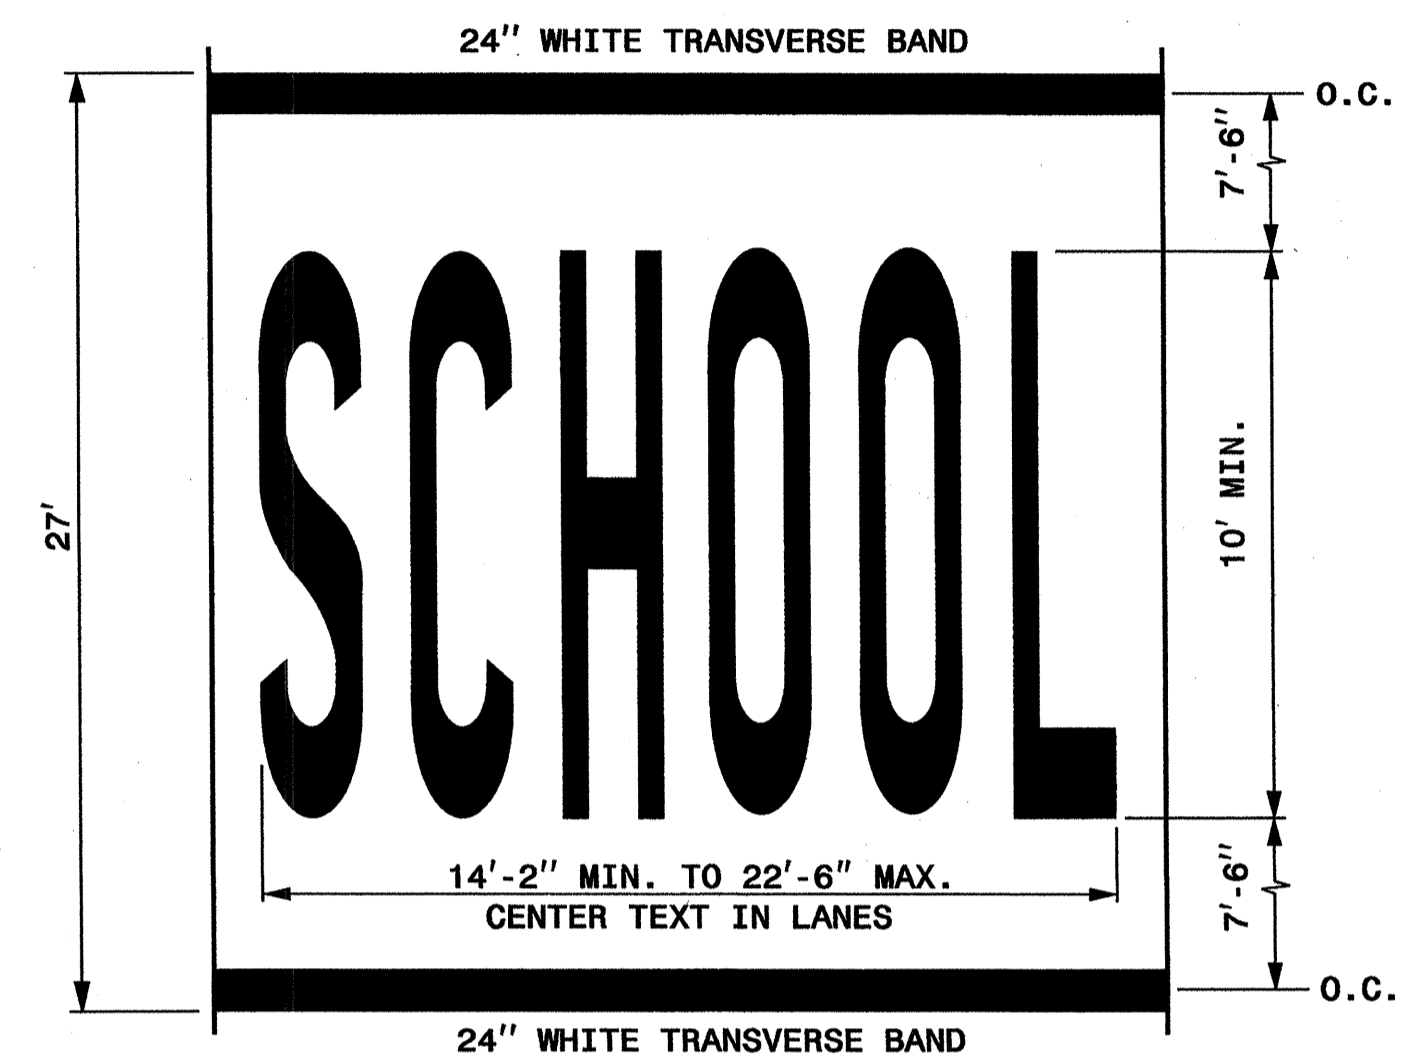 24" WHITE TRANSVERSE BAND
O.C.
7'-6"
SCHOOL
27'
10' MIN.
14'-2" MIN. TO 22'-6" MAX.
CENTER TEXT IN LANES
7'-6"
O.C.
24" WHITE TRANSVERSE BAND